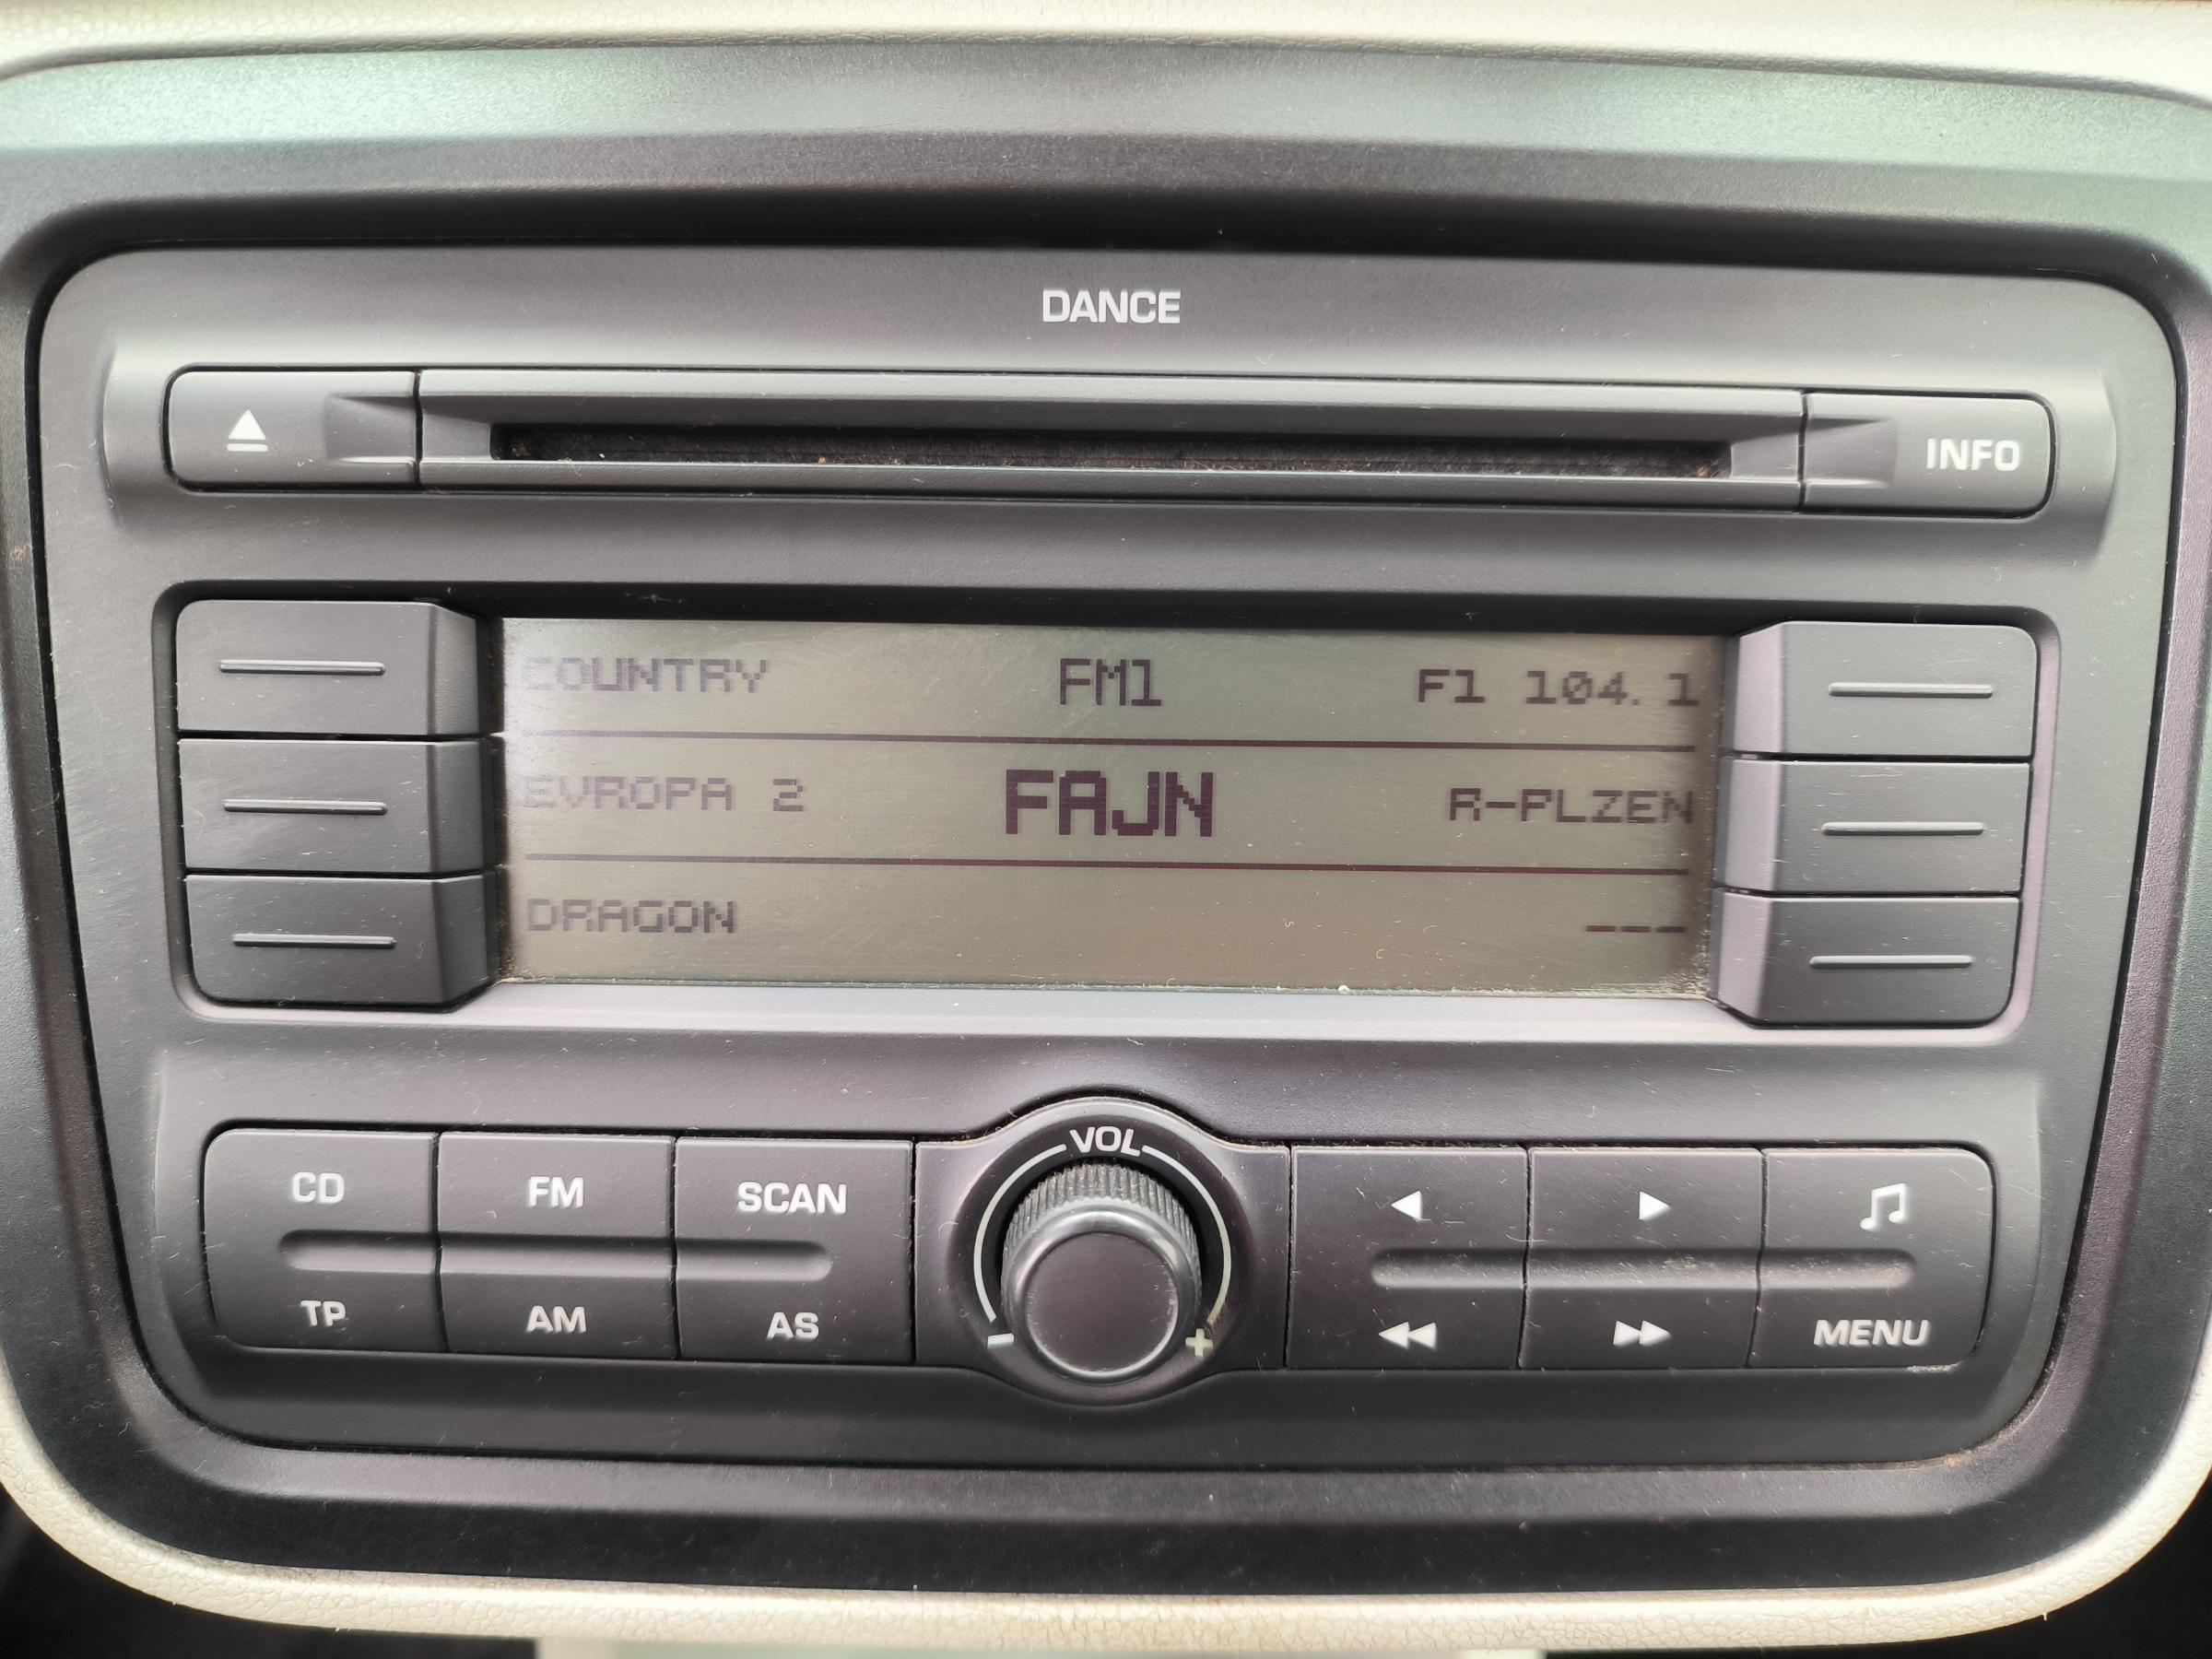 DANCE
INFO
COUNTRY FM1 F1 104.1
EVROPA 2 FAJN R-PLZEN
DRAGON ---
VOL
CD FM SCAN
TP AM AS - + MENU